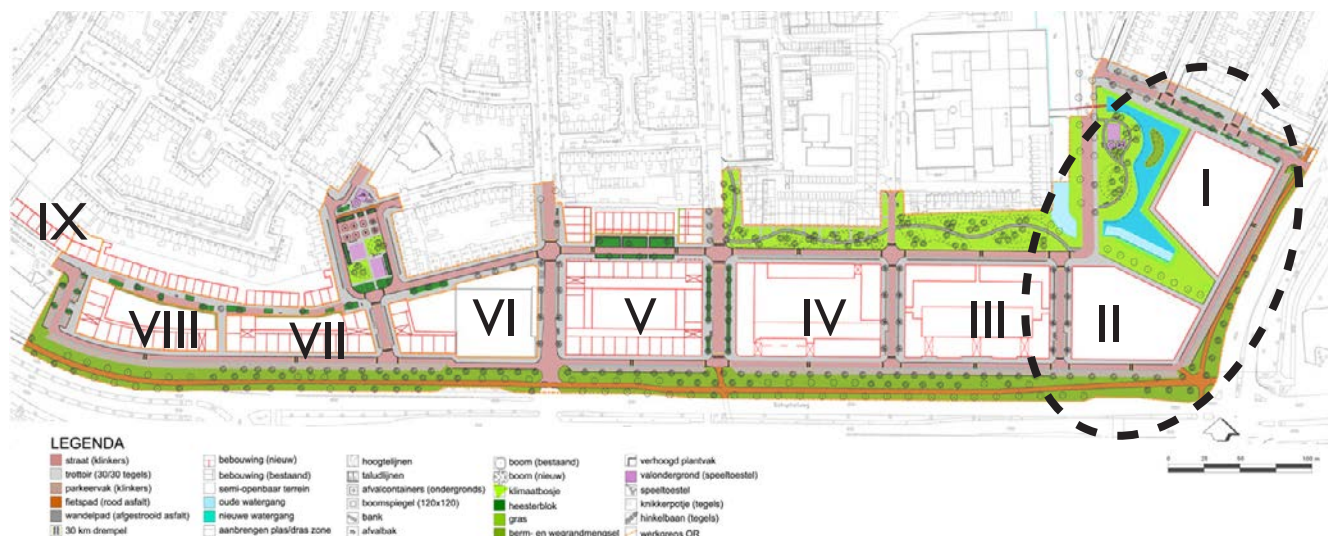 I
IX
VIII
VII
VI
V
IV
III
II
LEGENDA
straat (klinkers)
trottoir (30/30 tegels)
parkeervak (klinkers)
fietspad (rood asfalt)
wandelpad (afgestrooid asfalt)
30 km drempel
bebouwing (nieuw)
bebouwing (bestaand)
semi-openbaar terrein
oude watergang
nieuwe watergang
aanbrengen plas/dras zone
hoogtelijnen
taludlijnen
afvalcontainers (ondergronds)
boomspiegel (120x120)
bank
afvalbak
boom (bestaand)
boom (nieuw)
klimaatbosje
heesterblok
gras
berm- en wegrandmengsel
verhoogd plantvak
valondergrond (speeltoestel)
speeltoestel
knikkerpotje (tegels)
hinkelbaan (tegels)
werkgrens OR
0 25 50 100 m